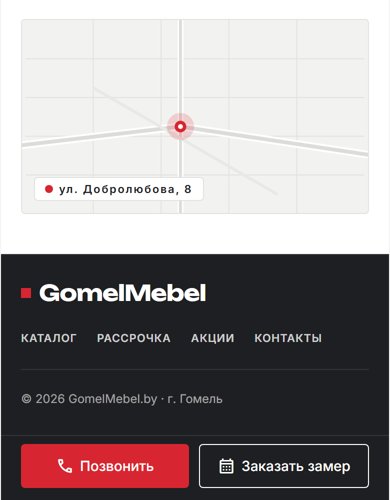 ул. Добролюбова, 8
GomelMebel
КАТАЛОГ РАССРОЧКА АКЦИИ КОНТАКТЫ
© 2026 GomelMebel.by · г. Гомель
Позвонить Заказать замер